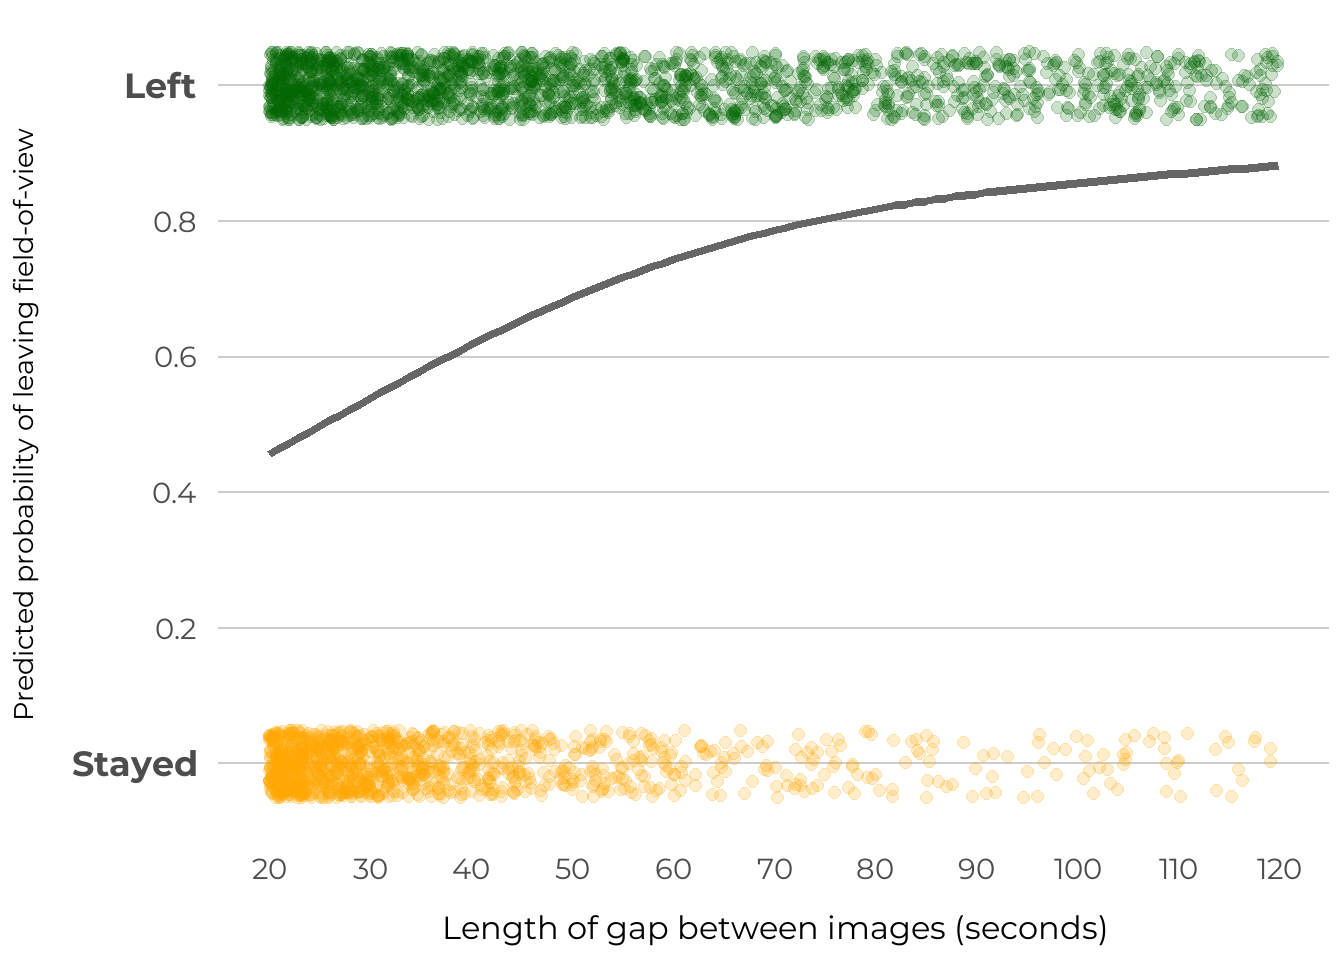 Predicted probability of leaving field-of-view
Left
0.8
0.6
0.4
0.2
Stayed
20 30 40 50 60 70 80 90 100 110 120
Length of gap between images (seconds)